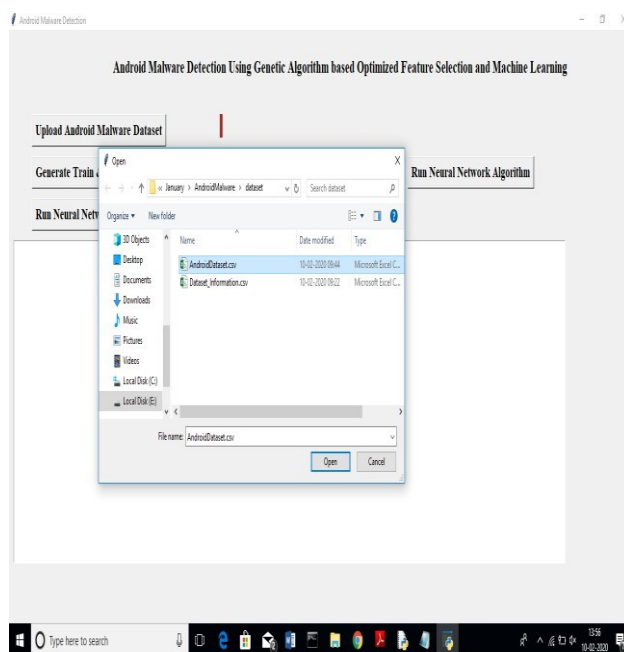 Android Malware Detection
Android Malware Detection Using Genetic Algorithm based Optimized Feature Selection and Machine Learning
Upload Android Malware Dataset
Generate Train
Run Neural Network Algorithm
Run Neural Netw
Open
« January › AndroidMalware › dataset
Search dataset
Organize
New folder
Name
Date modified
Type
3D Objects
Desktop
Documents
Downloads
Music
Pictures
Videos
Local Disk (C:)
Local Disk (E:)
AndroidDataset.csv
10-02-2020 09:44
Microsoft Excel C...
Dataset_Information.csv
10-02-2020 09:22
Microsoft Excel C...
File name:
AndroidDataset.csv
Open
Cancel
Type here to search
13:56
10-02-2020